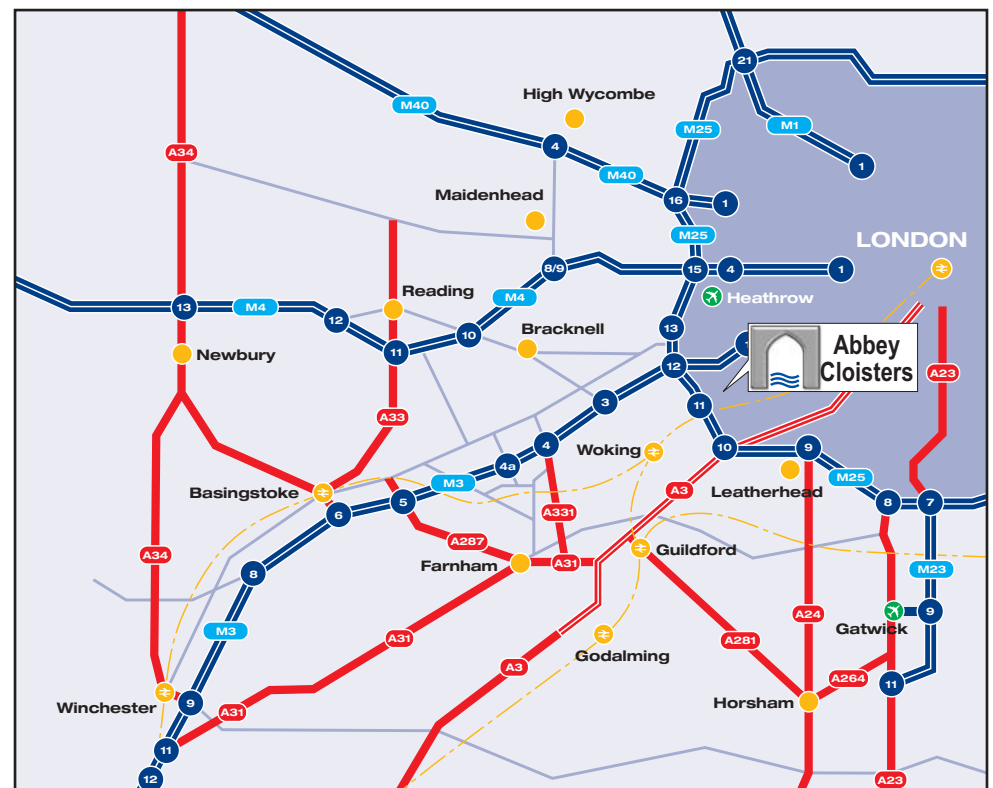 21
M40
High Wycombe
M25
M1
4
A34
1
M40
Maidenhead
16
1
M25
LONDON
8/9
15
4
1
Reading
M4
Heathrow
13
M4
12
13
Bracknell
10
1
Abbey
Cloisters
Newbury
11
12
A23
3
11
A33
Woking
4
10
9
4a
Basingstoke
M3
A3
Leatherhead
M25
6
5
A331
8
7
A287
A34
Farnham
A31
Guildford
8
M23
M3
A24
9
Gatwick
A31
A281
Godalming
A3
A264
11
Winchester
9
Horsham
A31
11
12
A23